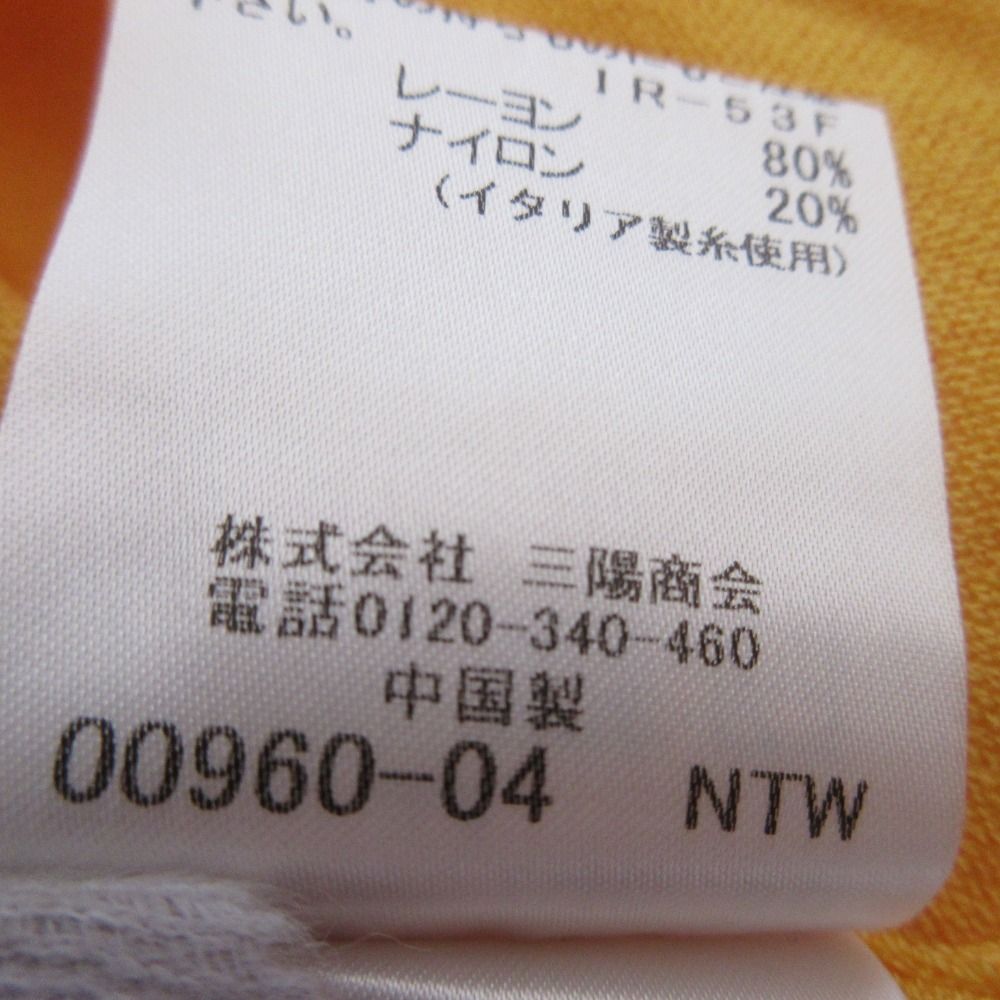 下さい。
IR-53F
レーヨン 80%
ナイロン 20%
(イタリア製糸使用)
株式会社 三陽商会
電話0120-340-460
中国製
00960-04 NTW